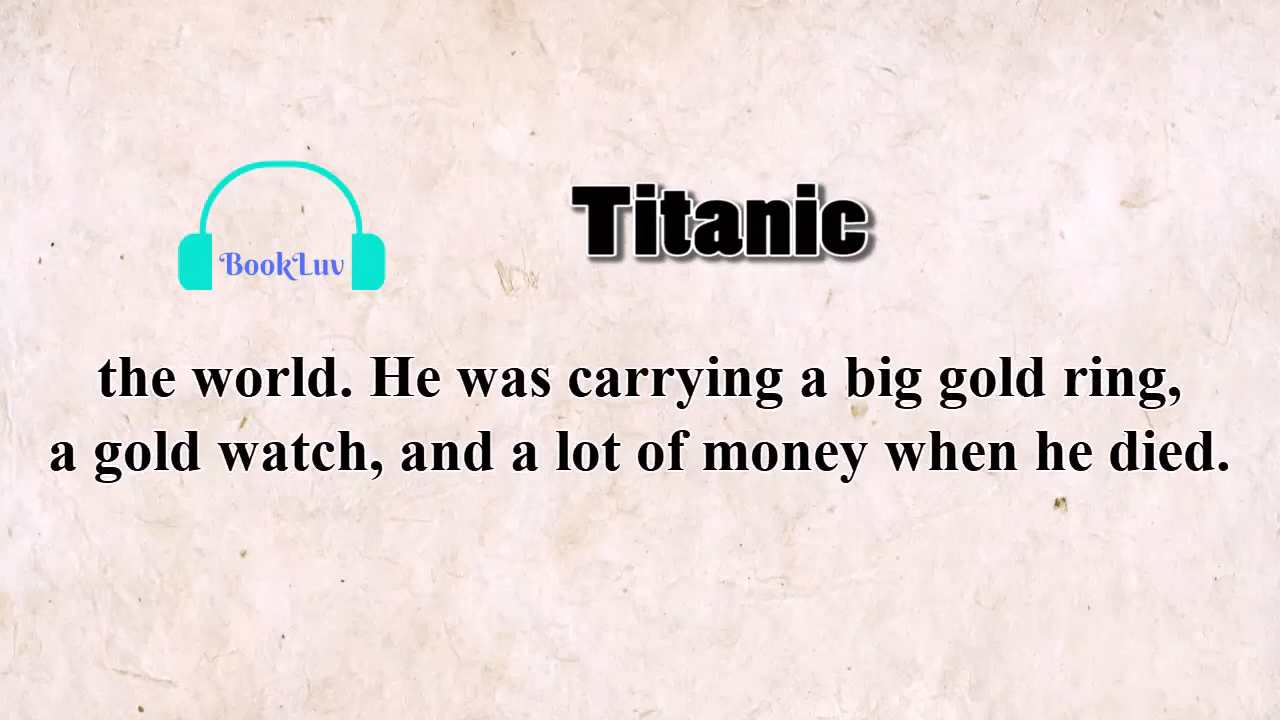 BookLuv
Titanic
the world. He was carrying a big gold ring,
a gold watch, and a lot of money when he died.